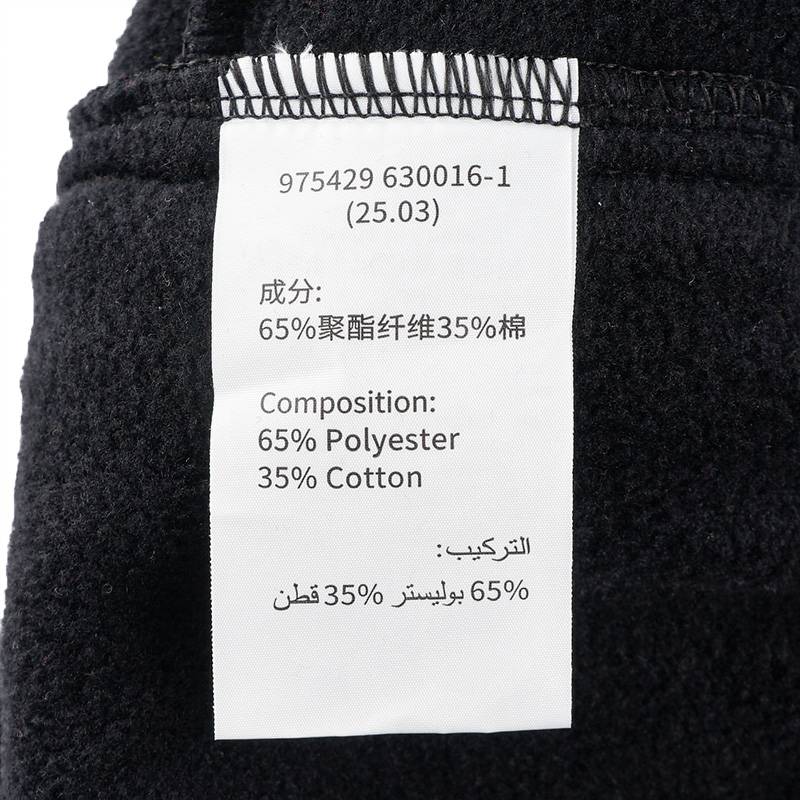 975429 630016-1
(25.03)
成分:
65%聚酯纤维35%棉
Composition:
65% Polyester
35% Cotton
التركيب:
65% بوليستر 35% قطن